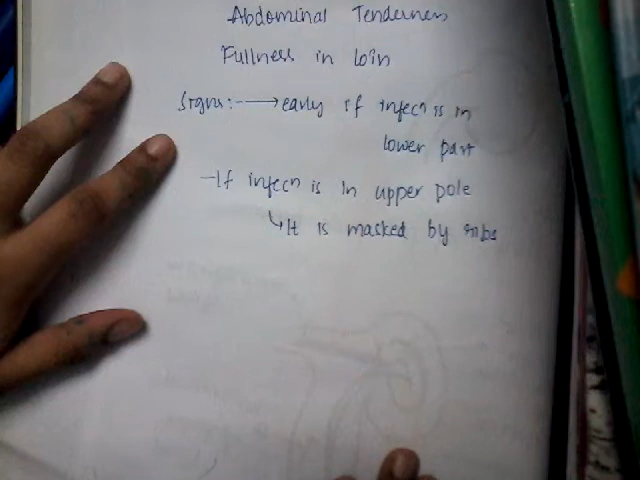 Abdominal Tenderness
Fullness in loin
Signs:- → early if infecn is in
lower part
-If infecn is in upper pole
↳ It is masked by ribs